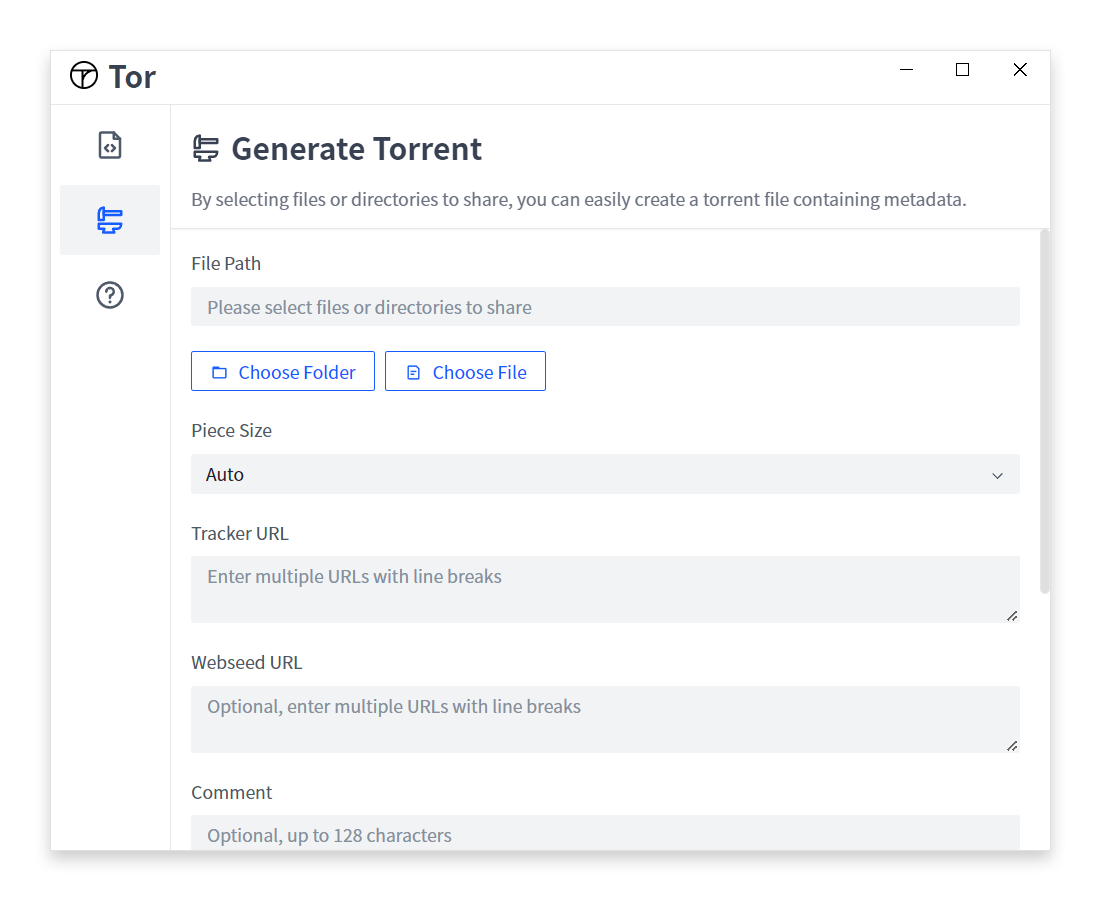 Tor
Generate Torrent
By selecting files or directories to share, you can easily create a torrent file containing metadata.
File Path
Please select files or directories to share
Choose Folder
Choose File
Piece Size
Auto
Tracker URL
Enter multiple URLs with line breaks
Webseed URL
Optional, enter multiple URLs with line breaks
Comment
Optional, up to 128 characters